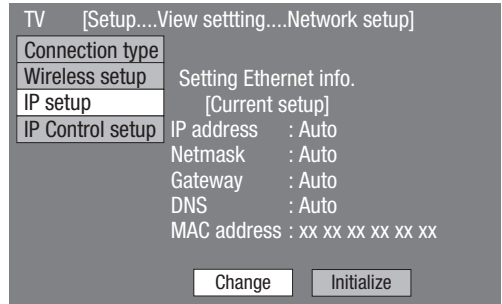 TV [Setup....View settting....Network setup]
Connection type
Wireless setup
IP setup
IP Control setup
Setting Ethernet info.
[Current setup]
IP address : Auto
Netmask : Auto
Gateway : Auto
DNS : Auto
MAC address : xx xx xx xx xx xx
Change Initialize